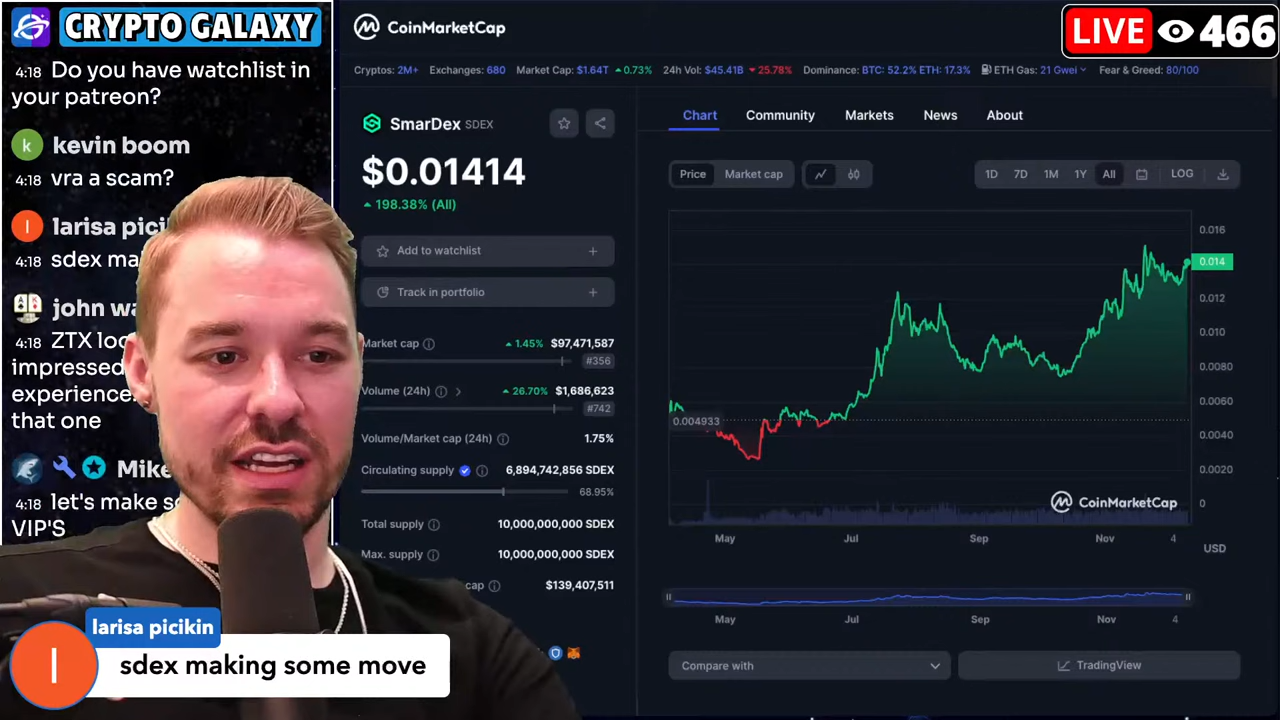 CRYPTO GALAXY
4:18 Do you have watchlist in
your patreon?
k kevin boom
4:18 vra a scam?
l larisa pici
4:18 sdex ma
john wa
4:18 ZTX loo
impressed
experience.
that one
Mike
4:18 let's make s
VIP'S
l larisa picikin
sdex making some move
CoinMarketCap
LIVE 466
Cryptos: 2M+ Exchanges: 680 Market Cap: $1.64T 0.73% 24h Vol: $45.41B 25.78% Dominance: BTC: 52.2% ETH: 17.3% ETH Gas: 21 Gwei Fear & Greed: 80/100
SmarDex SDEX
$0.01414
198.38% (All)
Add to watchlist +
Track in portfolio +
Market cap 1.45% $97,471,587
#356
Volume (24h) 26.70% $1,686,623
#742
Volume/Market cap (24h) 1.75%
Circulating supply 6,894,742,856 SDEX
68.95%
Total supply 10,000,000,000 SDEX
Max. supply 10,000,000,000 SDEX
cap $139,407,511
Chart Community Markets News About
Price Market cap 1D 7D 1M 1Y All LOG
0.016
0.014
0.012
0.010
0.0080
0.0060
0.0040
0.0020
0
0.004933
CoinMarketCap
May Jul Sep Nov 4
USD
May Jul Sep Nov 4
Compare with
TradingView